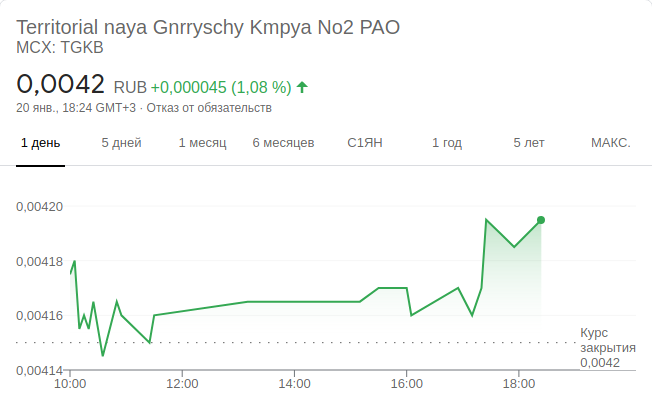 Territorial naya Gnrryschy Kmpya No2 PAO
MCX: TGKB
0,0042 RUB +0,000045 (1,08 %)
20 янв., 18:24 GMT+3 · Отказ от обязательств
1 день 5 дней 1 месяц 6 месяцев С1ЯН 1 год 5 лет МАКС.
0,00420
0,00418
0,00416
0,00414
Курс
закрытия
0,0042
10:00 12:00 14:00 16:00 18:00